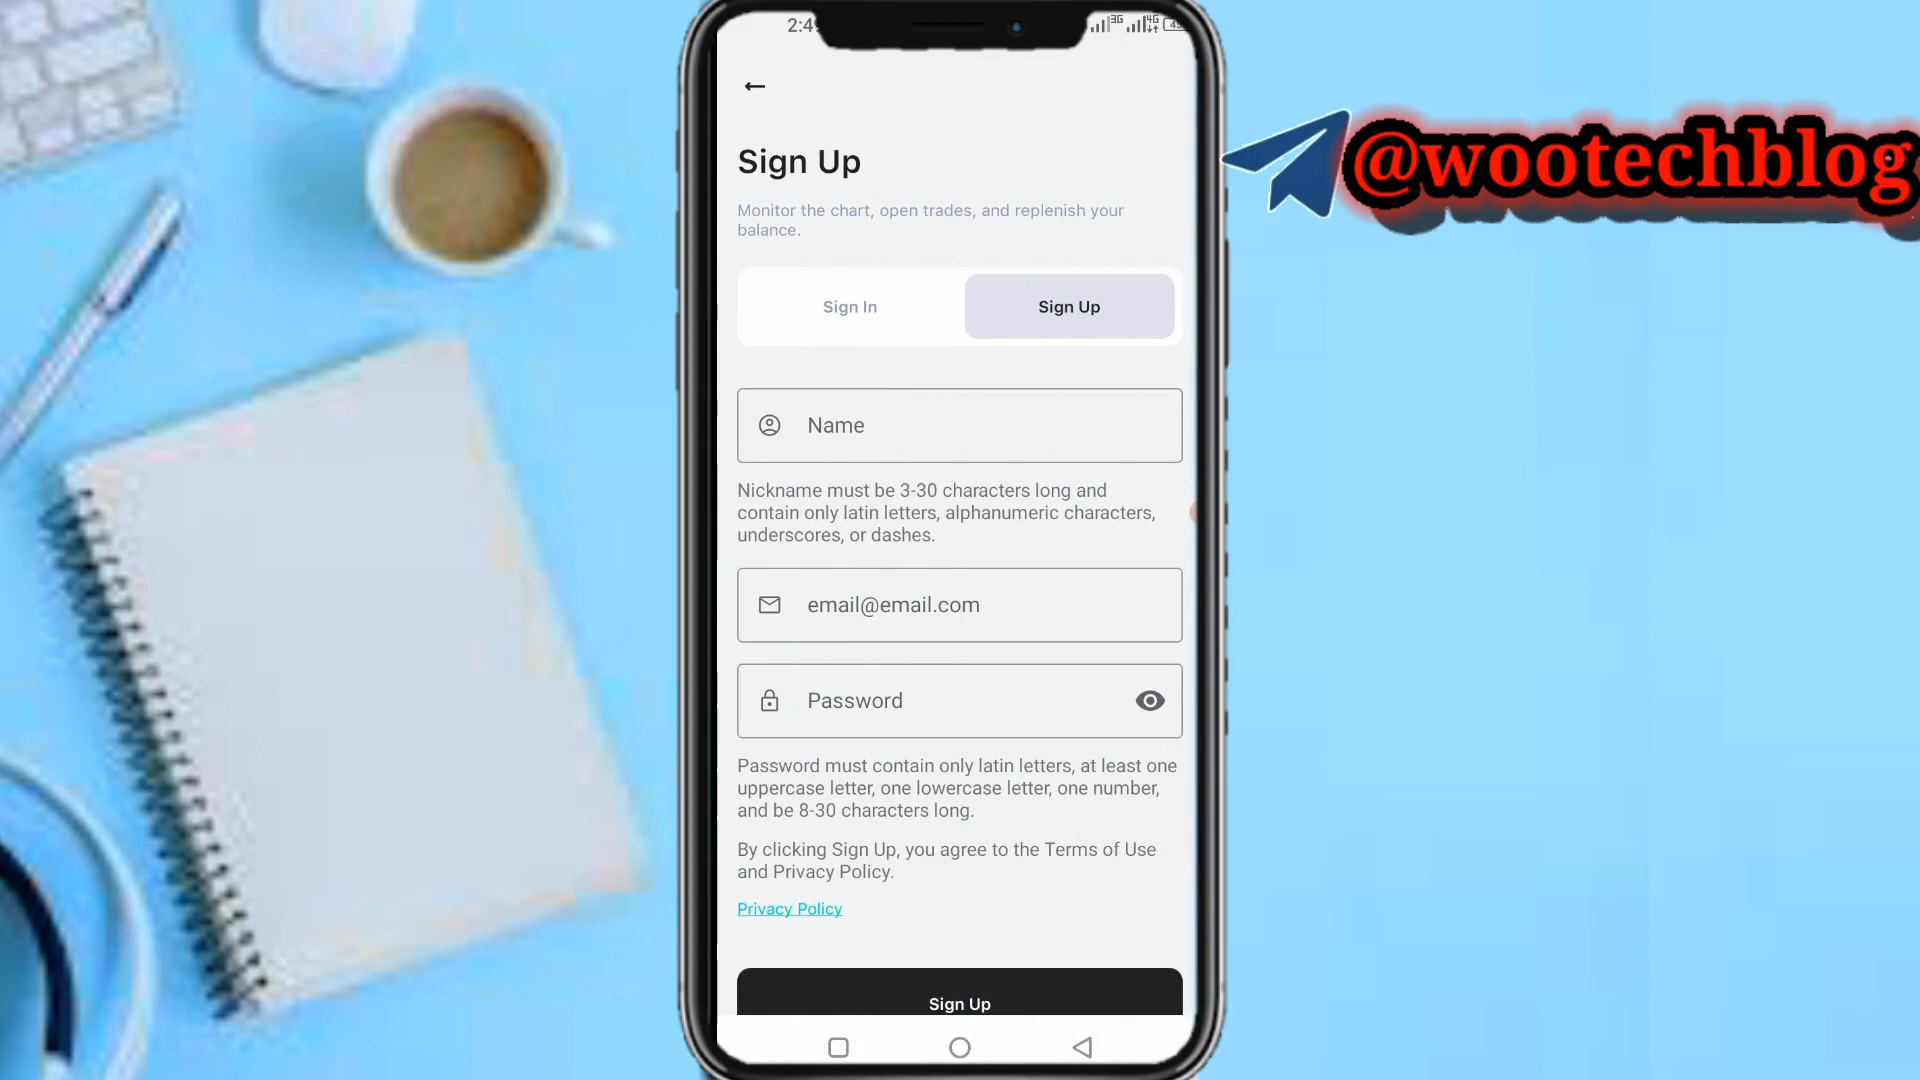 3G 4G
←
Sign Up
@wootechblog
Monitor the chart, open trades, and replenish your
balance.
Sign In
Sign Up
Name
Nickname must be 3-30 characters long and
contain only latin letters, alphanumeric characters,
underscores, or dashes.
email@email.com
Password
Password must contain only latin letters, at least one
uppercase letter, one lowercase letter, one number,
and be 8-30 characters long.
By clicking Sign Up, you agree to the Terms of Use
and Privacy Policy.
Privacy Policy
Sign Up